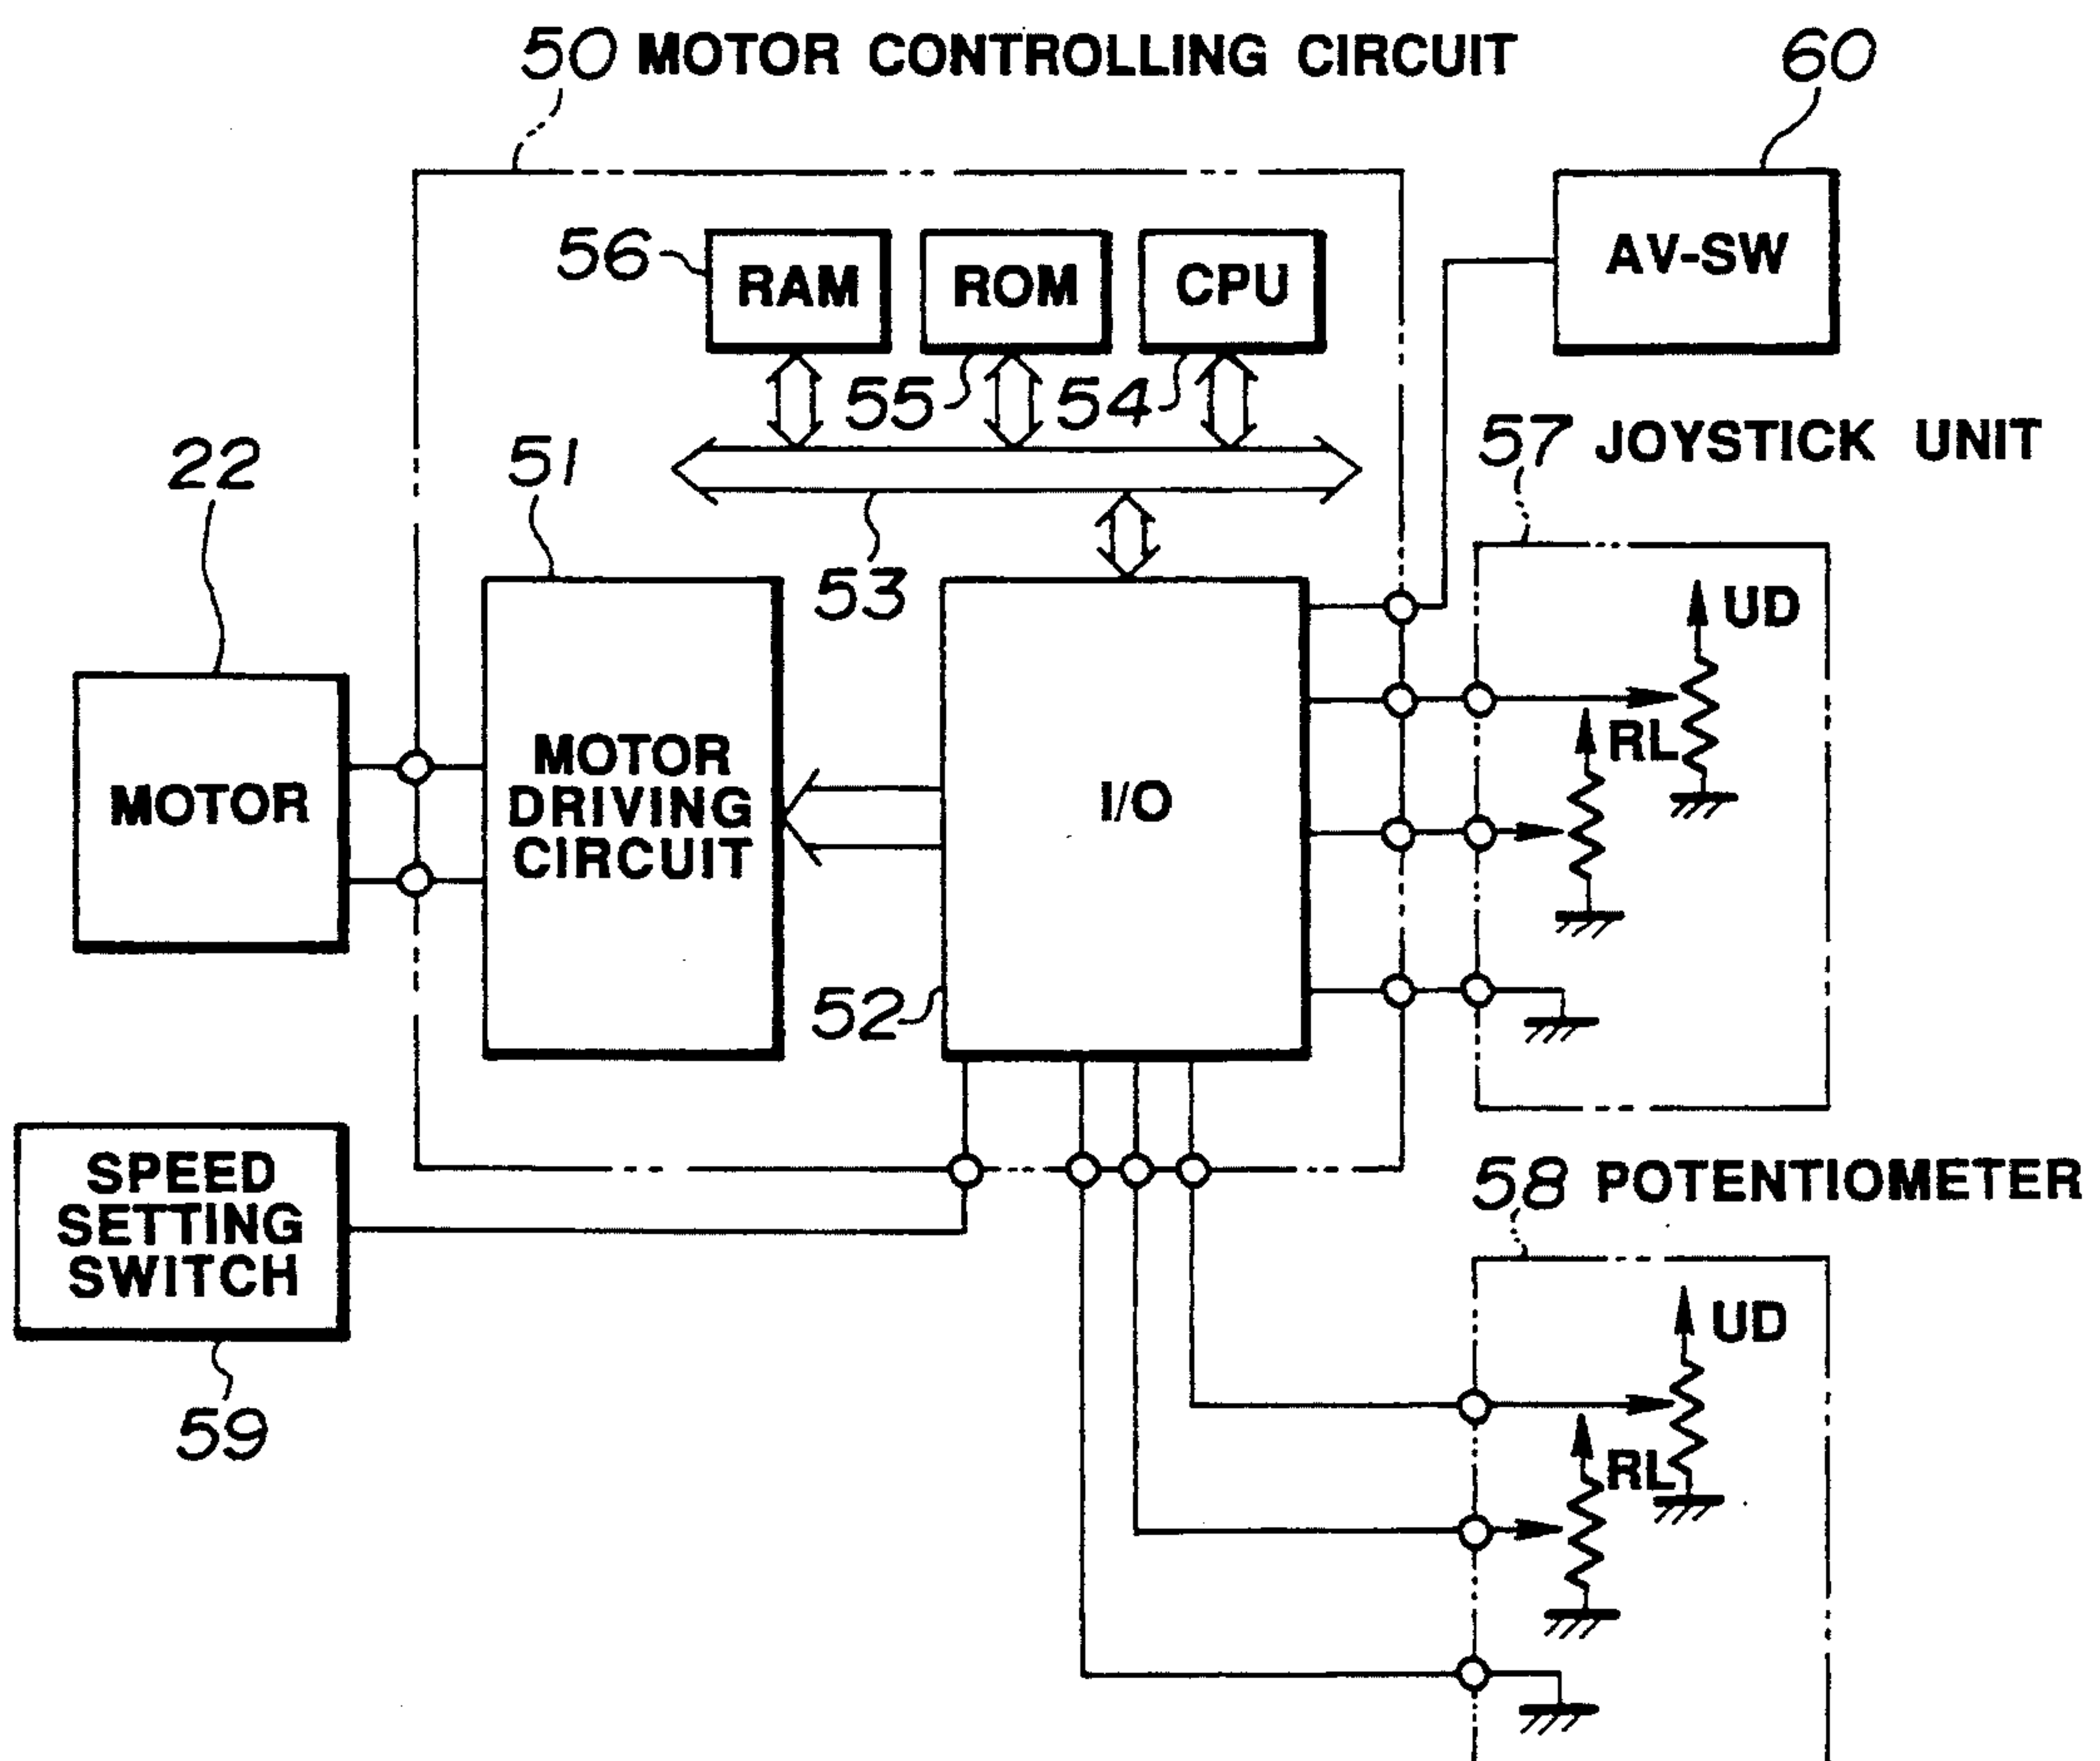 50 MOTOR CONTROLLING CIRCUIT
60
AV-SW
56
RAM
ROM
CPU
55
54
57 JOYSTICK UNIT
22
51
53
UD
RL
MOTOR
MOTOR
DRIVING
CIRCUIT
I/O
52
SPEED
SETTING
SWITCH
59
58 POTENTIOMETER
UD
RL